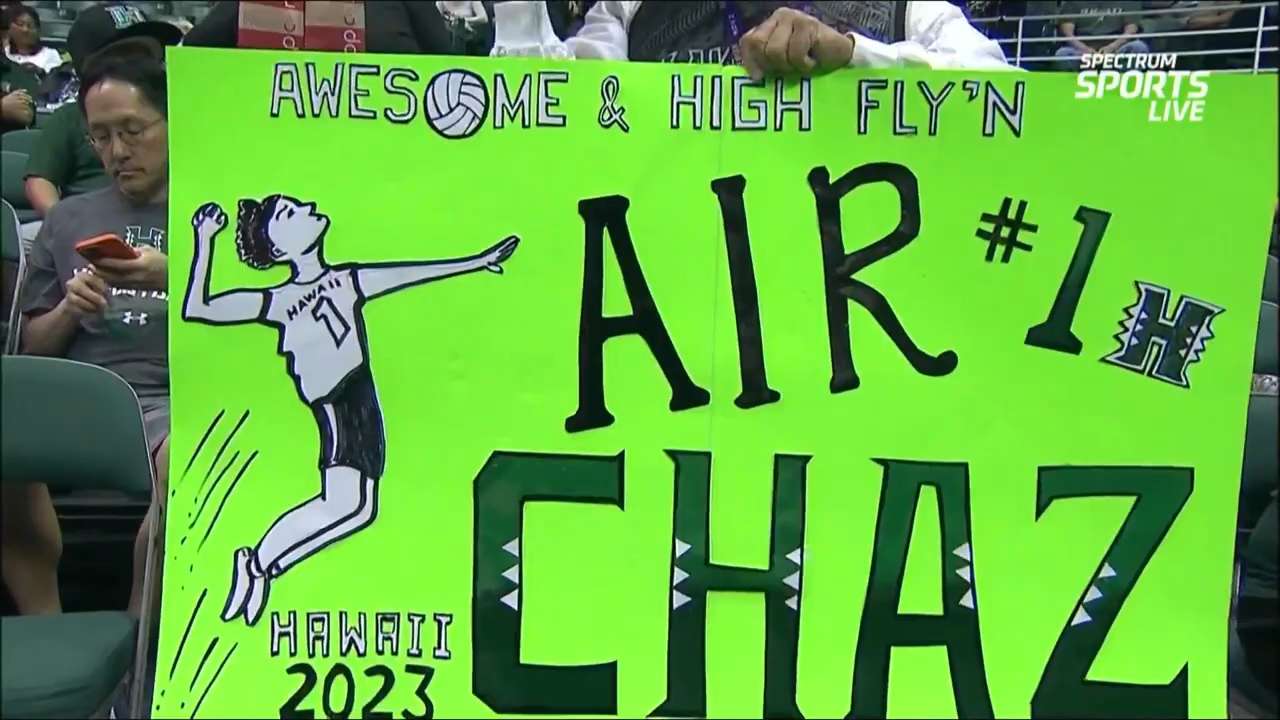 SPECTRUM
SPORTS
LIVE
AWESOME & HIGH FLY'N
AIR #1
H
HAWAII
1
CHAZ
HAWAII
2023